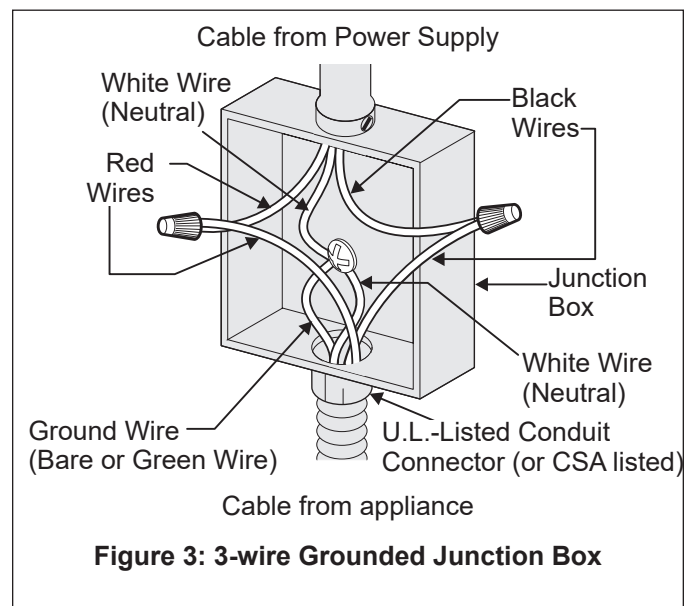 Cable from Power Supply
White Wire
(Neutral)
Black
Wires
Red
Wires
Junction
Box
White Wire
(Neutral)
Ground Wire
(Bare or Green Wire)
U.L.-Listed Conduit
Connector (or CSA listed)
Cable from appliance
Figure 3: 3-wire Grounded Junction Box